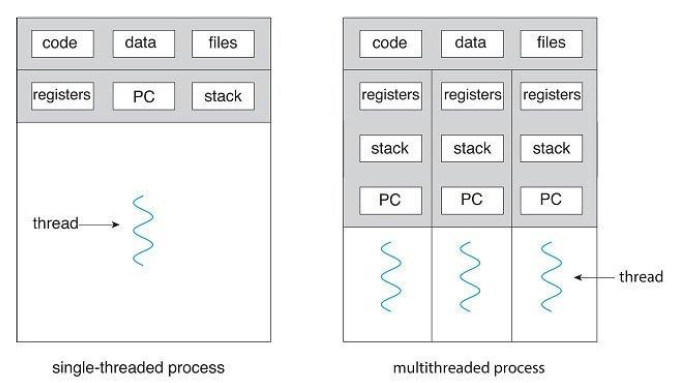 code data files
registers PC stack
thread
single-threaded process
code data files
registers registers registers
stack stack stack
PC PC PC
thread
multithreaded process